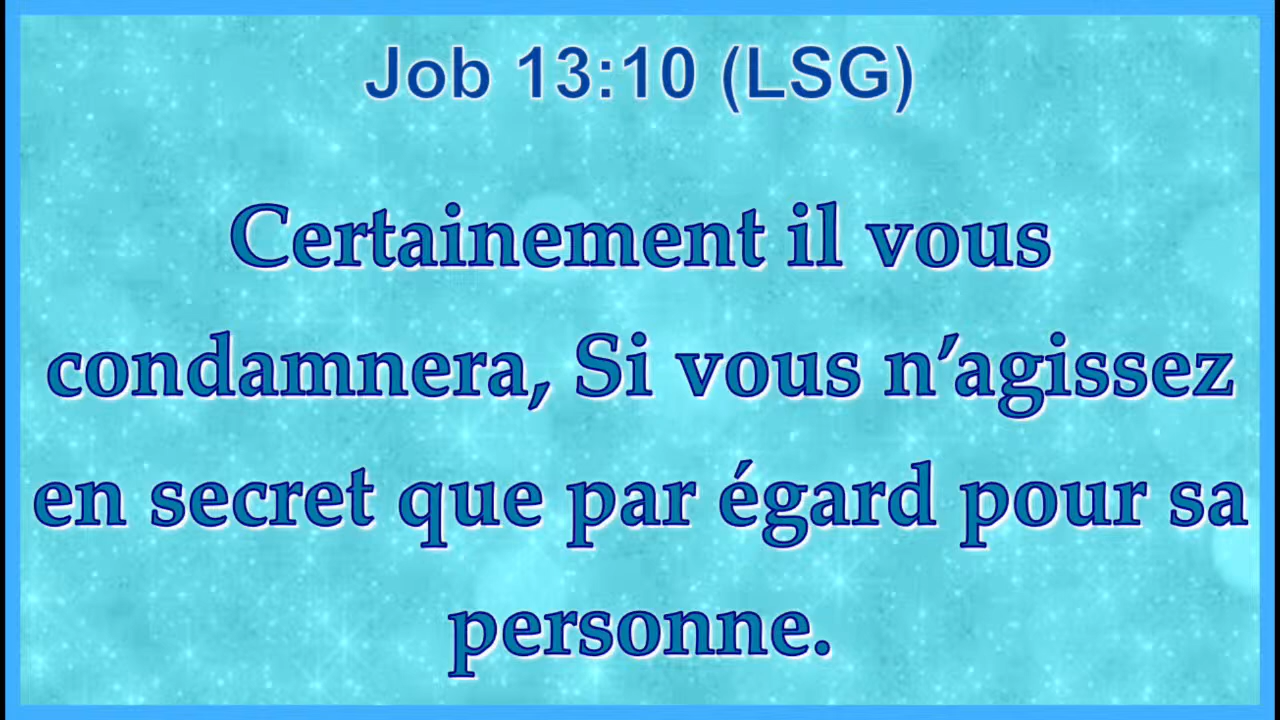 Job 13:10 (LSG)
Certainement il vous
condamnera, Si vous n’agissez
en secret que par égard pour sa
personne.